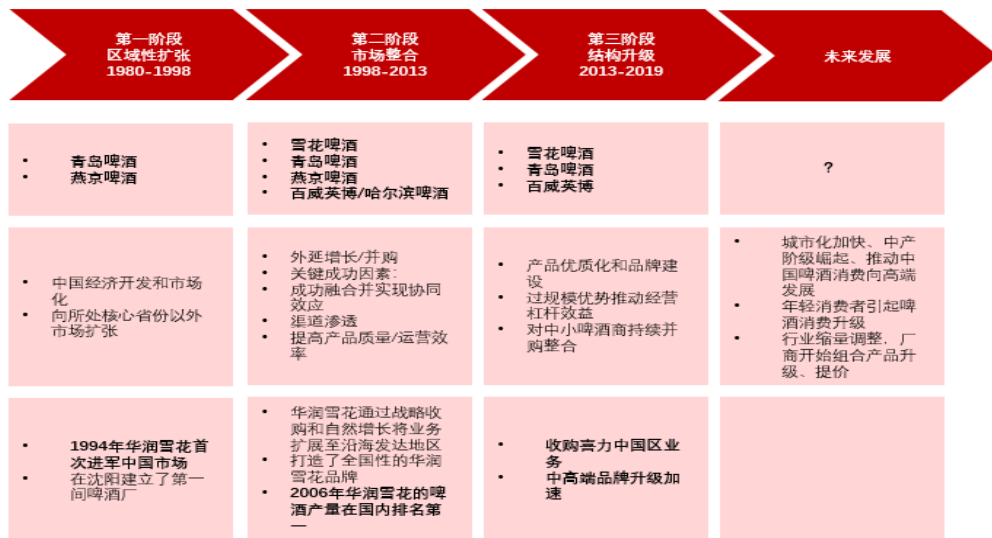 第一阶段
区域性扩张
1980-1998
第二阶段
市场整合
1998-2013
第三阶段
结构升级
2013-2019
未来发展
• 青岛啤酒
• 燕京啤酒
• 雪花啤酒
• 青岛啤酒
• 燕京啤酒
• 百威英博/哈尔滨啤酒
• 雪花啤酒
• 青岛啤酒
• 百威英博
?
• 中国经济开发和市场
化
• 向所处核心省份以外
市场扩张
• 外延增长/并购
• 关键成功因素:
• 成功融合并实现协同
效应
• 渠道渗透
• 提高产品质量/运营效
率
• 产品优质化和品牌建
设
• 过规模优势推动经营
杠杆效益
• 对中小啤酒商持续并
购整合
• 城市化加快、中产
阶级崛起、推动中
国啤酒消费向高端
发展
• 年轻消费者引起啤
酒消费升级
• 行业缩量调整,厂
商开始组合产品升
级、提价
• 1994年华润雪花首
次进军中国市场
• 在沈阳建立了第一
间啤酒厂
• 华润雪花通过战略收
购和自然增长将业务
扩展至沿海发达地区
• 打造了全国性的华润
雪花品牌
• 2006年华润雪花的啤
酒产量在国内排名第
一
• 收购喜力中国区业
务
• 中高端品牌升级加
速